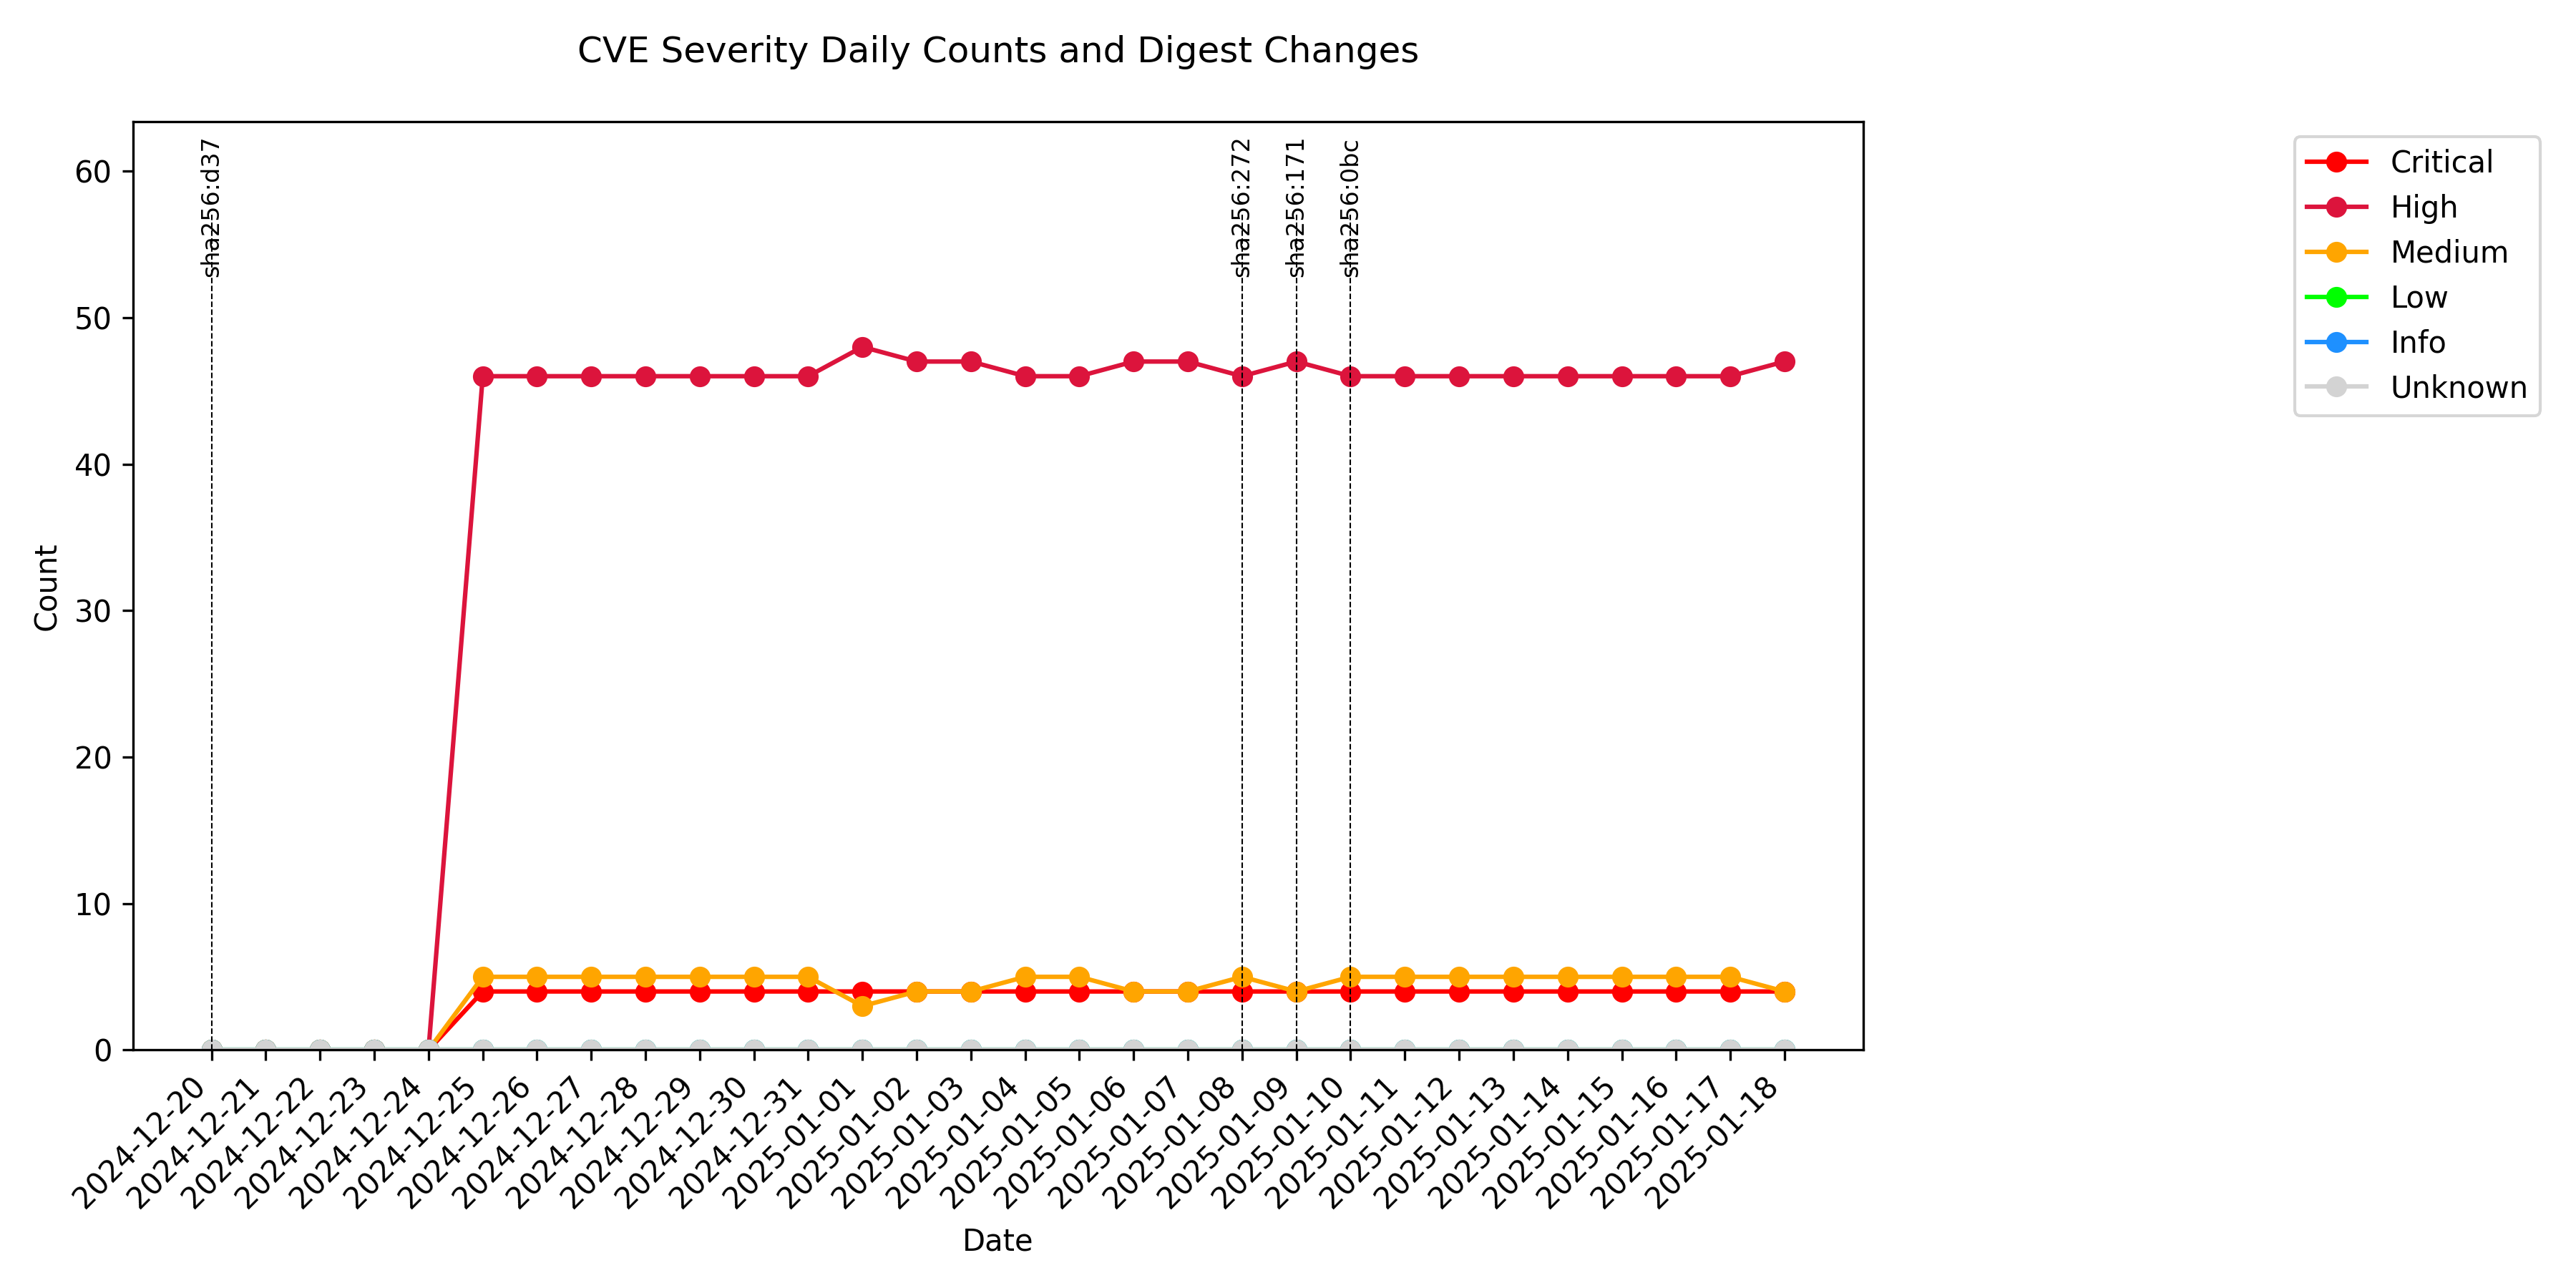 CVE Severity Daily Counts and Digest Changes
sha256:d37
sha256:272
sha256:171
sha256:0bc
Critical
High
Medium
Low
Info
Unknown
60
50
40
30
20
10
0
Count
2024-12-20
2024-12-21
2024-12-22
2024-12-23
2024-12-24
2024-12-25
2024-12-26
2024-12-27
2024-12-28
2024-12-29
2024-12-30
2024-12-31
2025-01-01
2025-01-02
2025-01-03
2025-01-04
2025-01-05
2025-01-06
2025-01-07
2025-01-08
2025-01-09
2025-01-10
2025-01-11
2025-01-12
2025-01-13
2025-01-14
2025-01-15
2025-01-16
2025-01-17
2025-01-18
Date